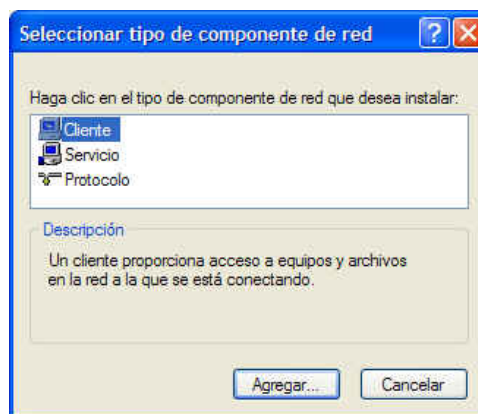 Seleccionar tipo de componente de red
Haga clic en el tipo de componente de red que desea instalar:
Cliente
Servicio
Protocolo
Descripción
Un cliente proporciona acceso a equipos y archivos
en la red a la que se está conectando.
Agregar... Cancelar